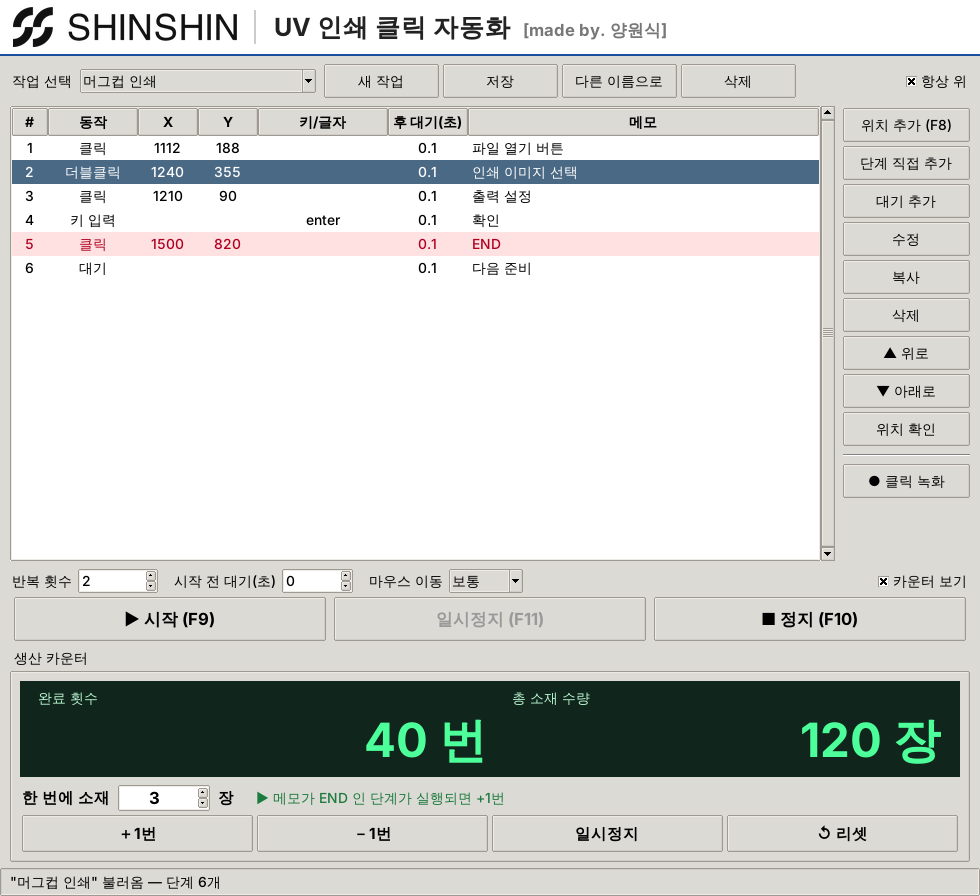 SHINSHIN UV 인쇄 클릭 자동화 [made by. 양원식]
작업 선택 머그컵 인쇄 새 작업 저장 다른 이름으로 삭제 항상 위
# 동작 X Y 키/글자 후 대기(초) 메모
1 클릭 1112 188 0.1 파일 열기 버튼
2 더블클릭 1240 355 0.1 인쇄 이미지 선택
3 클릭 1210 90 0.1 출력 설정
4 키 입력 enter 0.1 확인
5 클릭 1500 820 0.1 END
6 대기 0.1 다음 준비
위치 추가 (F8)
단계 직접 추가
대기 추가
수정
복사
삭제
▲ 위로
▼ 아래로
위치 확인
● 클릭 녹화
반복 횟수 2 시작 전 대기(초) 0 마우스 이동 보통 카운터 보기
▶ 시작 (F9) 일시정지 (F11) ■ 정지 (F10)
생산 카운터
완료 횟수 총 소재 수량
40 번 120 장
한 번에 소재 3 장 ▶ 메모가 END 인 단계가 실행되면 +1번
+1번 −1번 일시정지 ↺ 리셋
"머그컵 인쇄" 불러옴 — 단계 6개